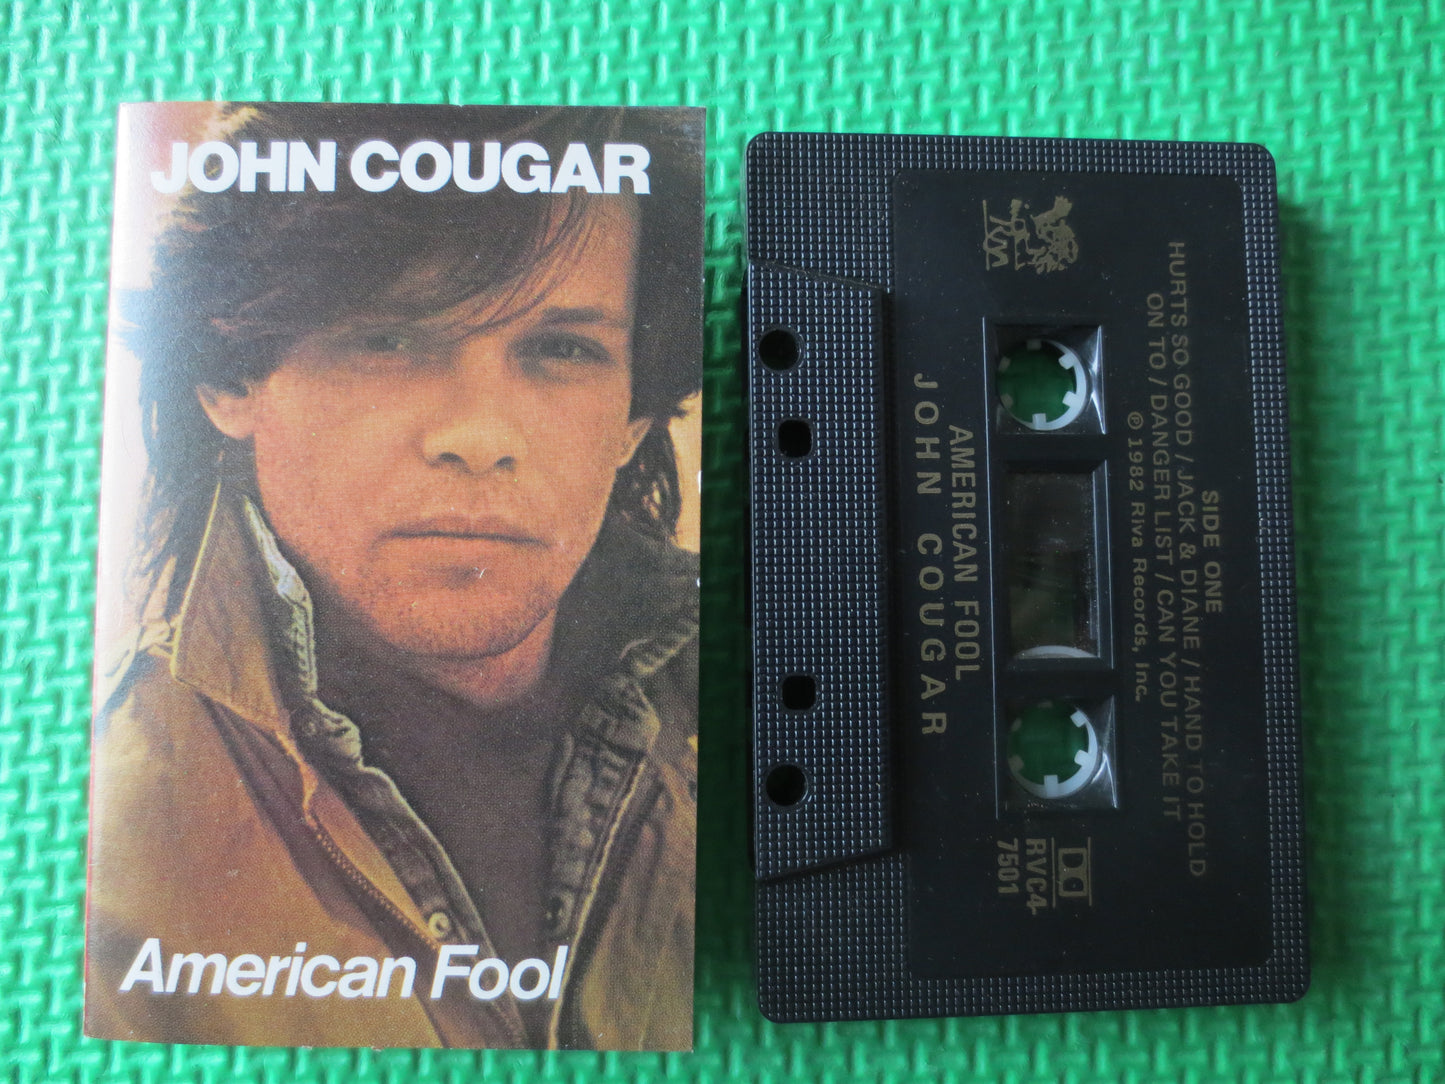 JOHN COUGAR
American Fool
SIDE ONE
HURTS SO GOOD / JACK & DIANE / HAND TO HOLD
ON TO / DANGER LIST / CAN YOU TAKE IT
℗ 1982 Riva Records, Inc.
AMERICAN FOOL
JOHN COUGAR
RVC4
7501